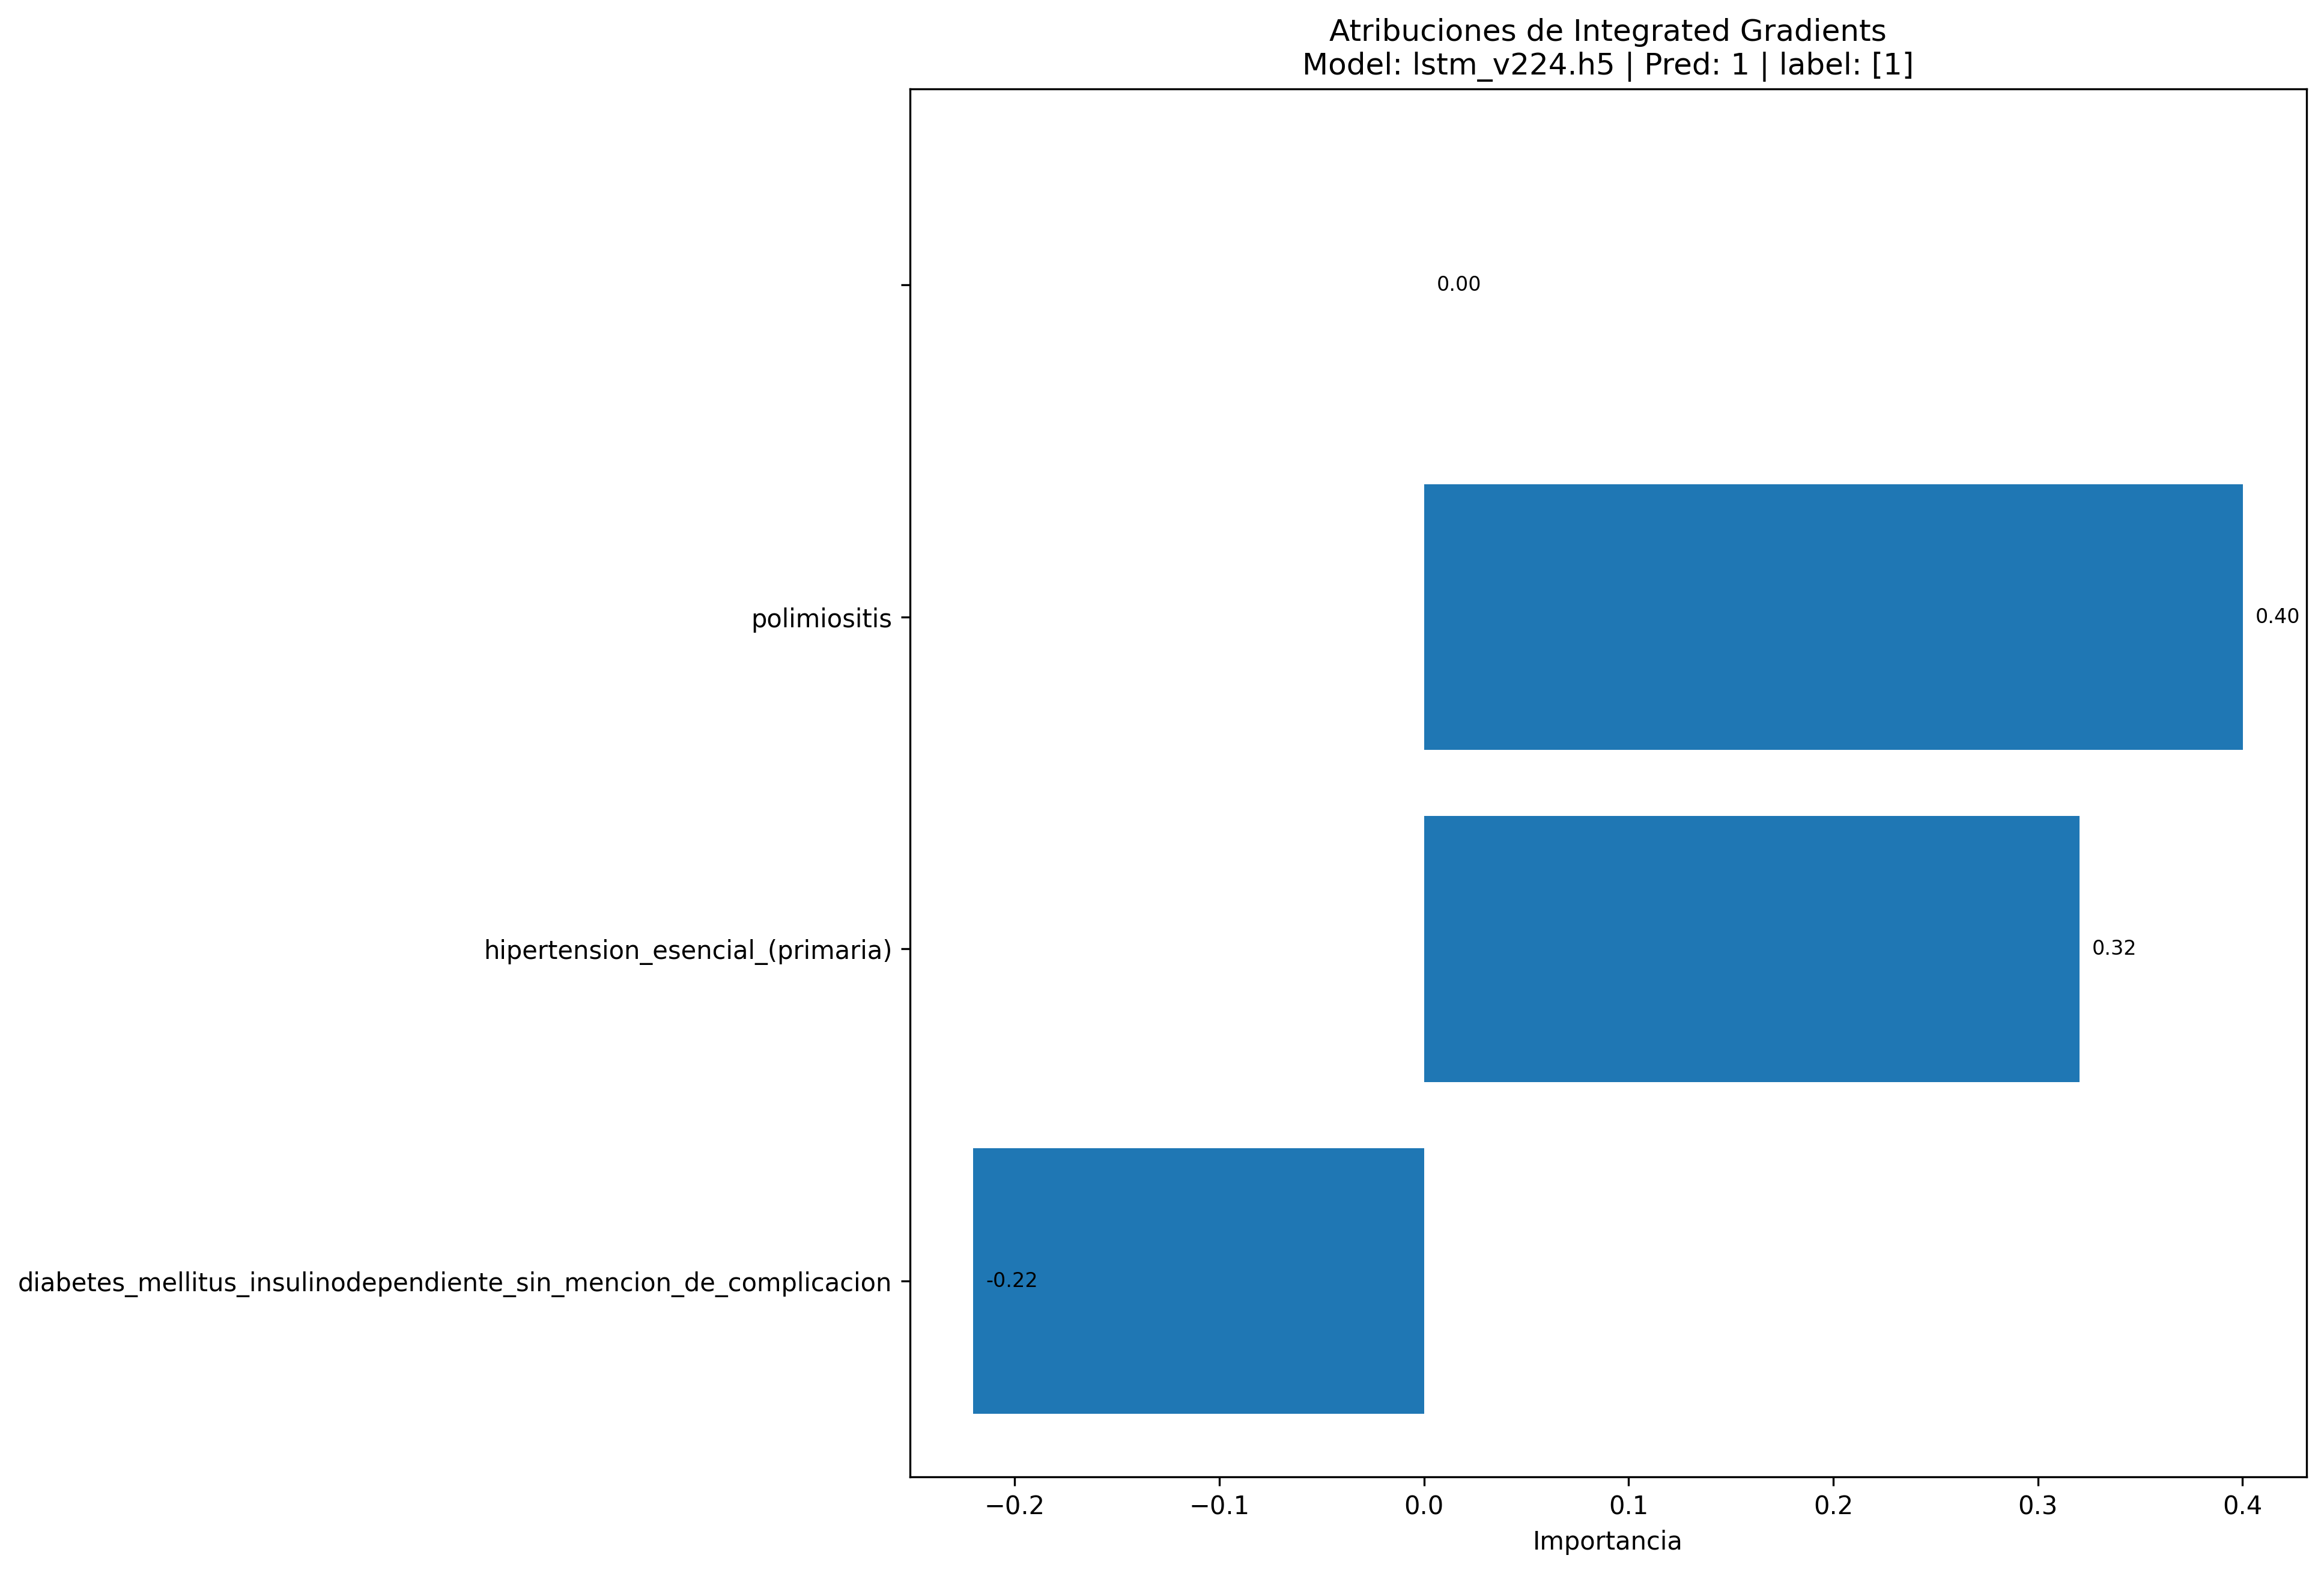 Atribuciones de Integrated Gradients
Model: lstm_v224.h5 | Pred: 1 | label: [1]
0.00
polimiositis
0.40
hipertension_esencial_(primaria)
0.32
diabetes_mellitus_insulinodependiente_sin_mencion_de_complicacion
-0.22
−0.2
−0.1
0.0
0.1
0.2
0.3
0.4
Importancia